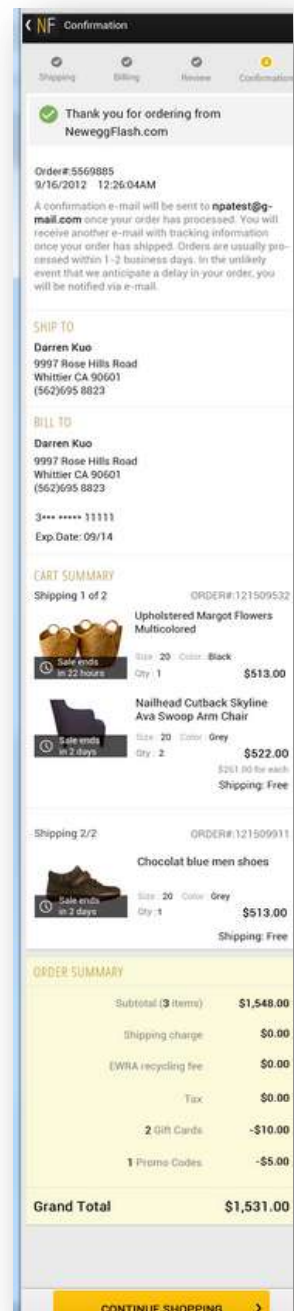 NF Confirmation
Shipping Billing Review Confirmation
Thank you for ordering from
NeweggFlash.com
Order#:5569885
9/16/2012 12:26:04AM
A confirmation e-mail will be sent to npatest@g-
mail.com once your order has processed. You will
receive another e-mail with tracking information
once your order has shipped. Orders are usually pro-
cessed within 1-2 business days. In the unlikely
event that we anticipate a delay in your order, you
will be notified via e-mail.
SHIP TO
Darren Kuo
9997 Rose Hills Road
Whittier CA 90601
(562)695 8823
BILL TO
Darren Kuo
9997 Rose Hills Road
Whittier CA 90601
(562)695 8823
3*** ***** 11111
Exp.Date: 09/14
CART SUMMARY
Shipping 1 of 2 ORDER#:121509532
Upholstered Margot Flowers
Multicolored
Size : 20 Color : Black
Qty : 1 $513.00
Sale ends
in 22 hours
Nailhead Cutback Skyline
Ava Swoop Arm Chair
Size : 20 Color : Grey
Qty : 2 $522.00
$261.00 for each
Shipping: Free
Sale ends
in 2 days
Shipping 2/2 ORDER#:121509911
Chocolat blue men shoes
Size : 20 Color : Grey
Qty :1 $513.00
Shipping: Free
Sale ends
in 2 days
ORDER SUMMARY
Subtotal (3 items) $1,548.00
Shipping charge $0.00
EWRA recycling fee $0.00
Tax $0.00
2 Gift Cards -$10.00
1 Promo Codes -$5.00
Grand Total $1,531.00
CONTINUE SHOPPING